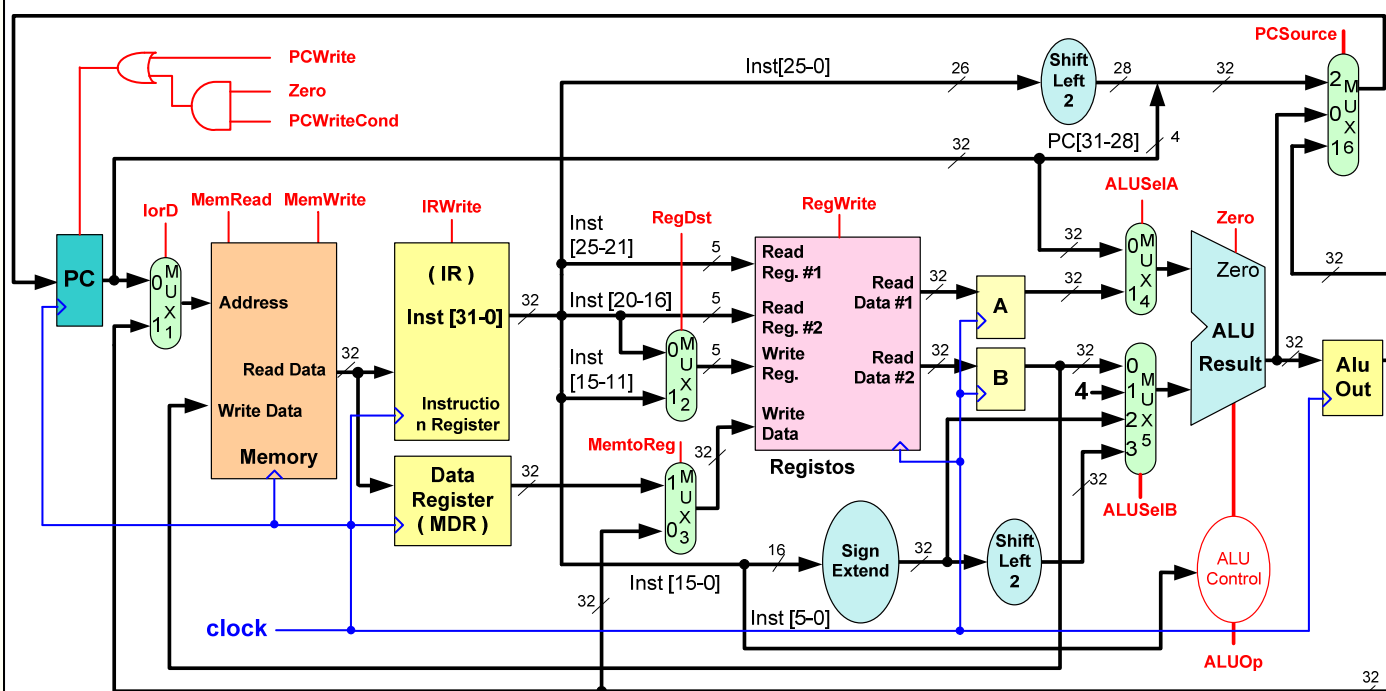 PCWrite
Zero
PCWriteCond
Inst[25-0]
26
Shift
Left
2
28
32
PCSource
2
0
1
M
U
X
6
32
PC[31-28]
4
IorD
MemRead
MemWrite
IRWrite
RegDst
RegWrite
ALUSelA
Zero
PC
0
1
M
U
X
1
Address
Read Data
Write Data
Memory
32
( IR )
Inst [31-0]
Instructio
n Register
32
Inst
[25-21]
5
Inst [20-16]
5
Inst
[15-11]
0
1
M
U
X
2
5
Read
Reg. #1
Read
Reg. #2
Write
Reg.
Write
Data
Read
Data #1
Read
Data #2
Registos
32
32
A
B
32
32
32
0
1
M
U
X
4
0
4
1
2
3
M
U
X
5
32
ALUSelB
Zero
ALU
Result
32
32
Alu
Out
MemtoReg
Data
Register
( MDR )
32
1
0
M
U
X
3
32
32
Inst [15-0]
16
Sign
Extend
32
Shift
Left
2
ALU
Control
ALUOp
Inst [5-0]
clock
32